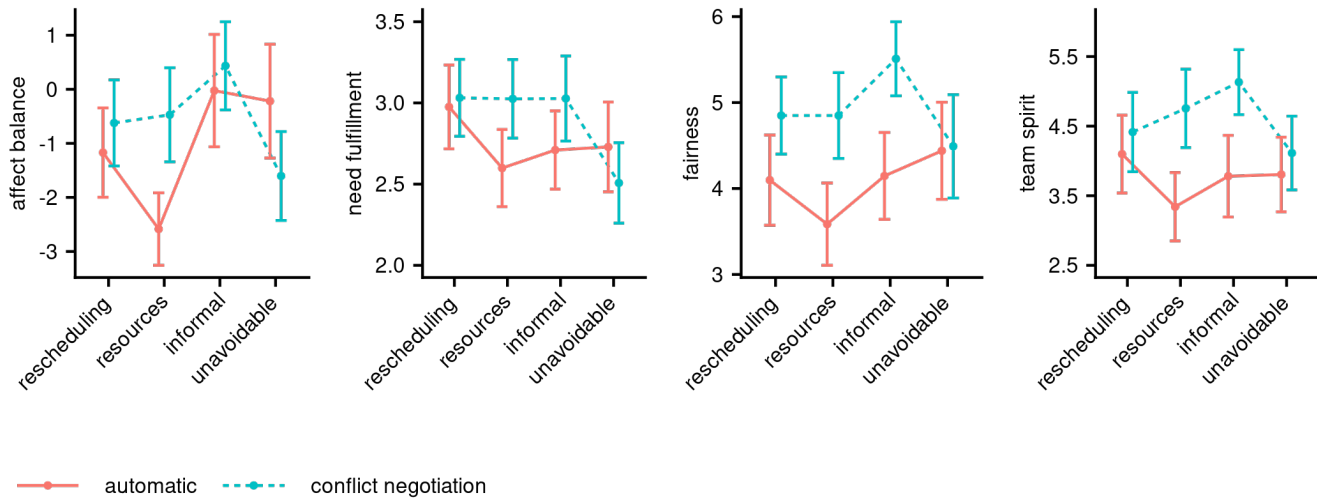 affect balance
1
0
-1
-2
-3
rescheduling
resources
informal
unavoidable
need fulfillment
3.5
3.0
2.5
2.0
rescheduling
resources
informal
unavoidable
fairness
6
5
4
3
rescheduling
resources
informal
unavoidable
team spirit
5.5
4.5
3.5
2.5
rescheduling
resources
informal
unavoidable
automatic conflict negotiation